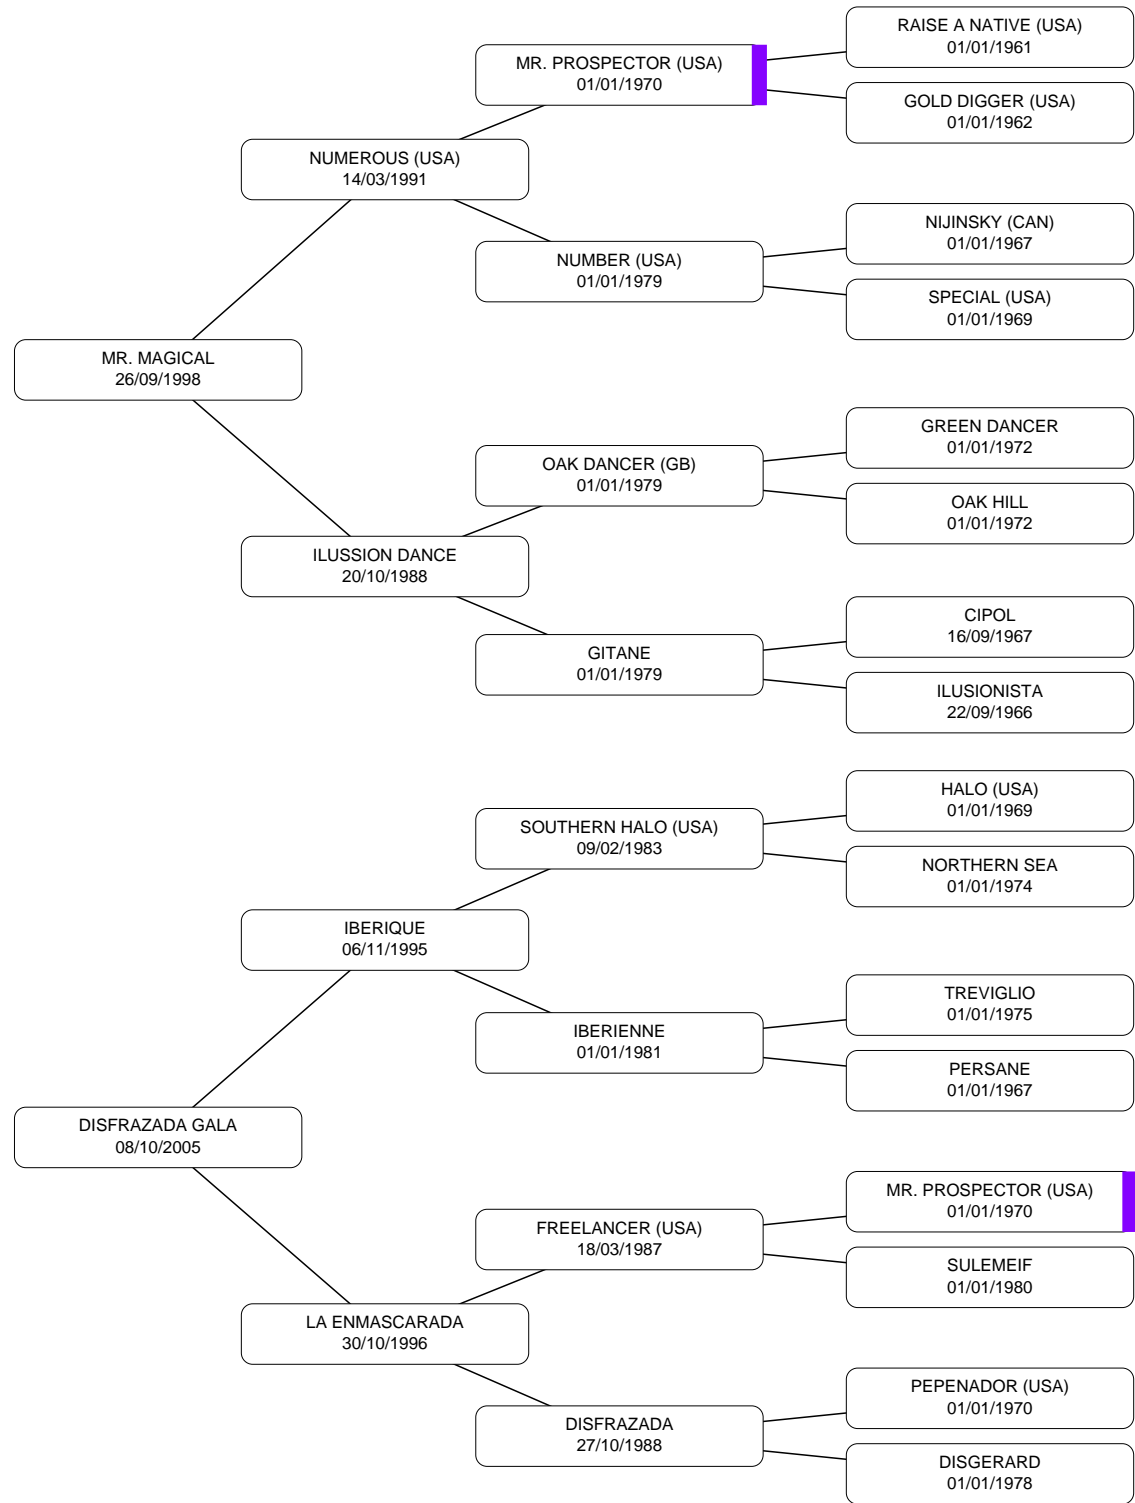 RAISE A NATIVE (USA)
01/01/1961
MR. PROSPECTOR (USA)
01/01/1970
GOLD DIGGER (USA)
01/01/1962
NUMEROUS (USA)
14/03/1991
NIJINSKY (CAN)
01/01/1967
NUMBER (USA)
01/01/1979
SPECIAL (USA)
01/01/1969
MR. MAGICAL
26/09/1998
GREEN DANCER
01/01/1972
OAK DANCER (GB)
01/01/1979
OAK HILL
01/01/1972
ILUSSION DANCE
20/10/1988
CIPOL
16/09/1967
GITANE
01/01/1979
ILUSIONISTA
22/09/1966
HALO (USA)
01/01/1969
SOUTHERN HALO (USA)
09/02/1983
NORTHERN SEA
01/01/1974
IBERIQUE
06/11/1995
TREVIGLIO
01/01/1975
IBERIENNE
01/01/1981
PERSANE
01/01/1967
DISFRAZADA GALA
08/10/2005
MR. PROSPECTOR (USA)
01/01/1970
FREELANCER (USA)
18/03/1987
SULEMEIF
01/01/1980
LA ENMASCARADA
30/10/1996
PEPENADOR (USA)
01/01/1970
DISFRAZADA
27/10/1988
DISGERARD
01/01/1978